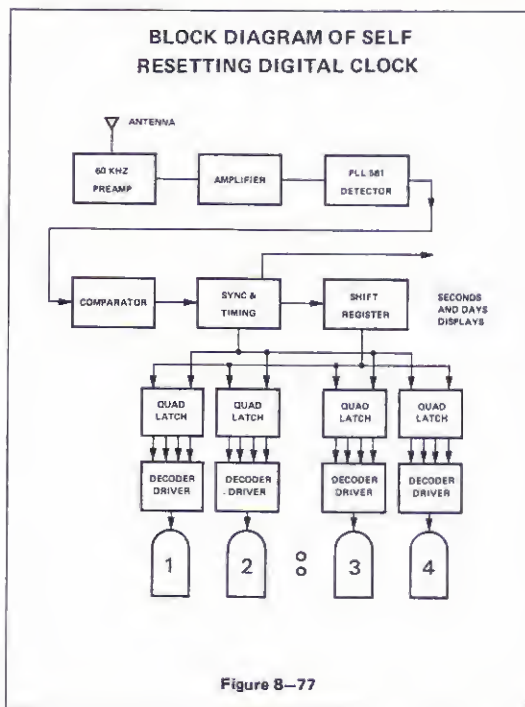 BLOCK DIAGRAM OF SELF
RESETTING DIGITAL CLOCK
ANTENNA
60 KHZ
PREAMP
AMPLIFIER
PLL 561
DETECTOR
COMPARATOR
SYNC &
TIMING
SHIFT
REGISTER
SECONDS
AND DAYS
DISPLAYS
QUAD
LATCH
QUAD
LATCH
QUAD
LATCH
QUAD
LATCH
DECODER
DRIVER
DECODER
DRIVER
DECODER
DRIVER
DECODER
DRIVER
1 2 : 3 4
Figure 8–77